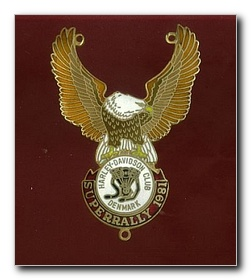 HARLEY-DAVIDSON CLUB
DENMARK
SUPERRALLY 1981